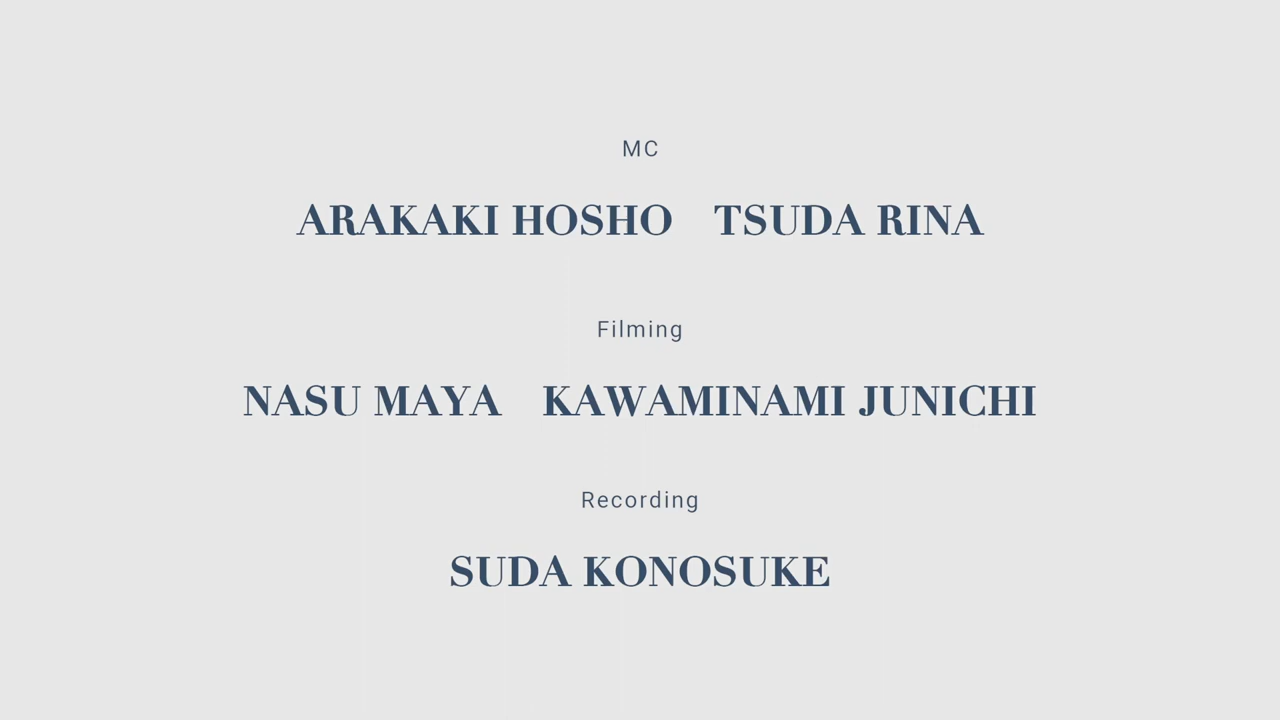 MC
ARAKAKI HOSHO TSUDA RINA
Filming
NASU MAYA KAWAMINAMI JUNICHI
Recording
SUDA KONOSUKE